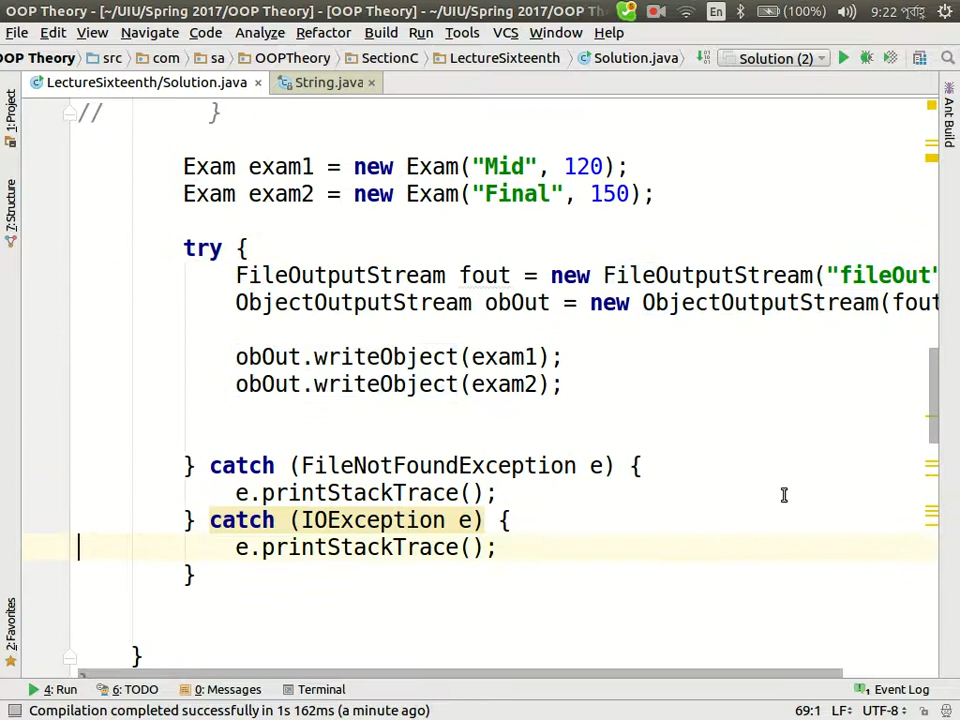 OOP Theory - [~/UIU/Spring 2017/OOP Theory] - [OOP Theory] - [~/UIU/Spring 2017/OOP Th
En (100%) 9:22 পূর্বাহ্ন
File Edit View Navigate Code Analyze Refactor Build Run Tools VCS Window Help
OOP Theory src com sa OOPTheory SectionC LectureSixteenth Solution.java Solution (2)
LectureSixteenth/Solution.java × String.java ×
// }
Exam exam1 = new Exam("Mid", 120);
Exam exam2 = new Exam("Final", 150);
try {
FileOutputStream fout = new FileOutputStream("fileOut"
ObjectOutputStream obOut = new ObjectOutputStream(fout
obOut.writeObject(exam1);
obOut.writeObject(exam2);
} catch (FileNotFoundException e) {
e.printStackTrace();
} catch (IOException e) {
e.printStackTrace();
}
}
1: Project
7: Structure
2: Favorites
Ant Build
4: Run 6: TODO 0: Messages Terminal Event Log
Compilation completed successfully in 1s 162ms (a minute ago) 69:1 LF÷ UTF-8÷